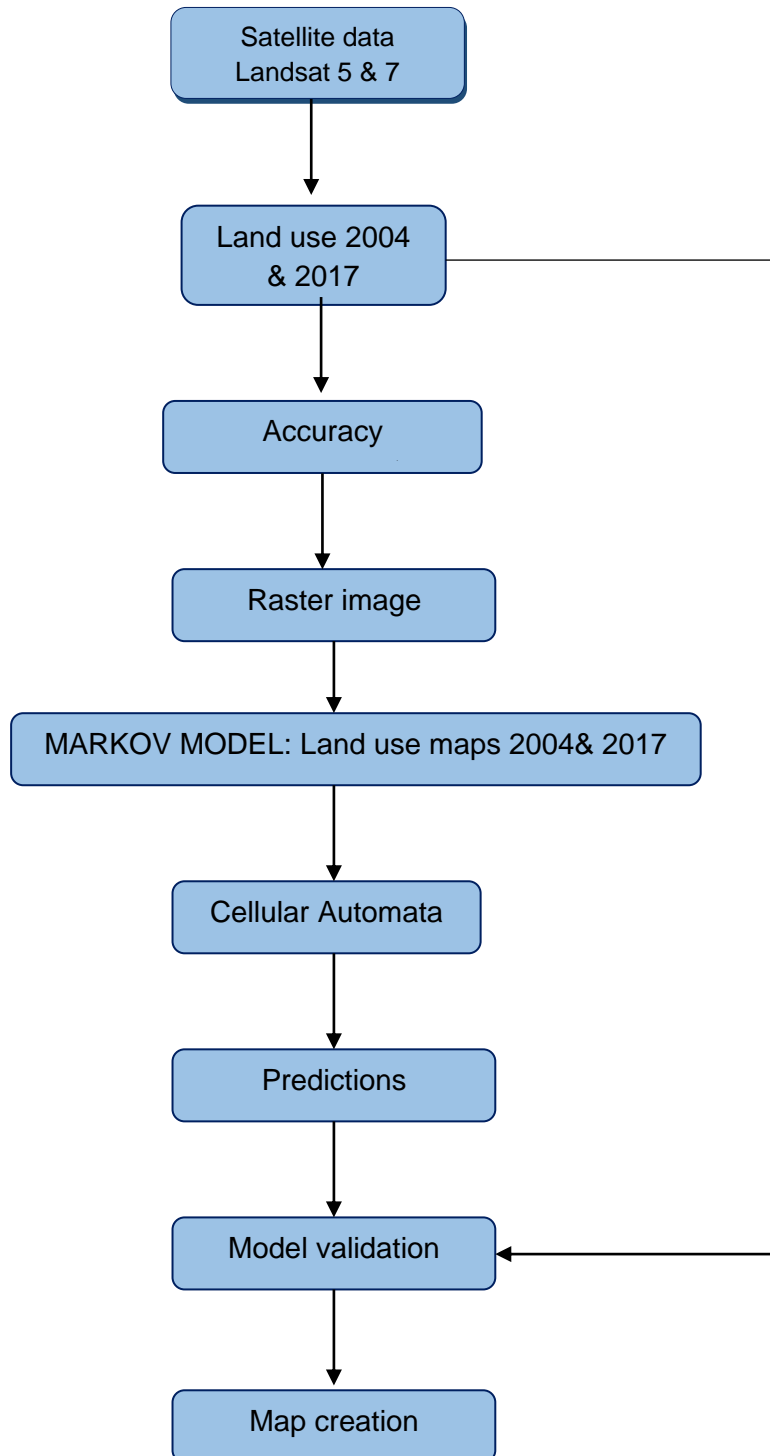 Satellite data
Landsat 5 & 7
Land use 2004
& 2017
Accuracy
Raster image
MARKOV MODEL: Land use maps 2004& 2017
Cellular Automata
Predictions
Model validation
Map creation